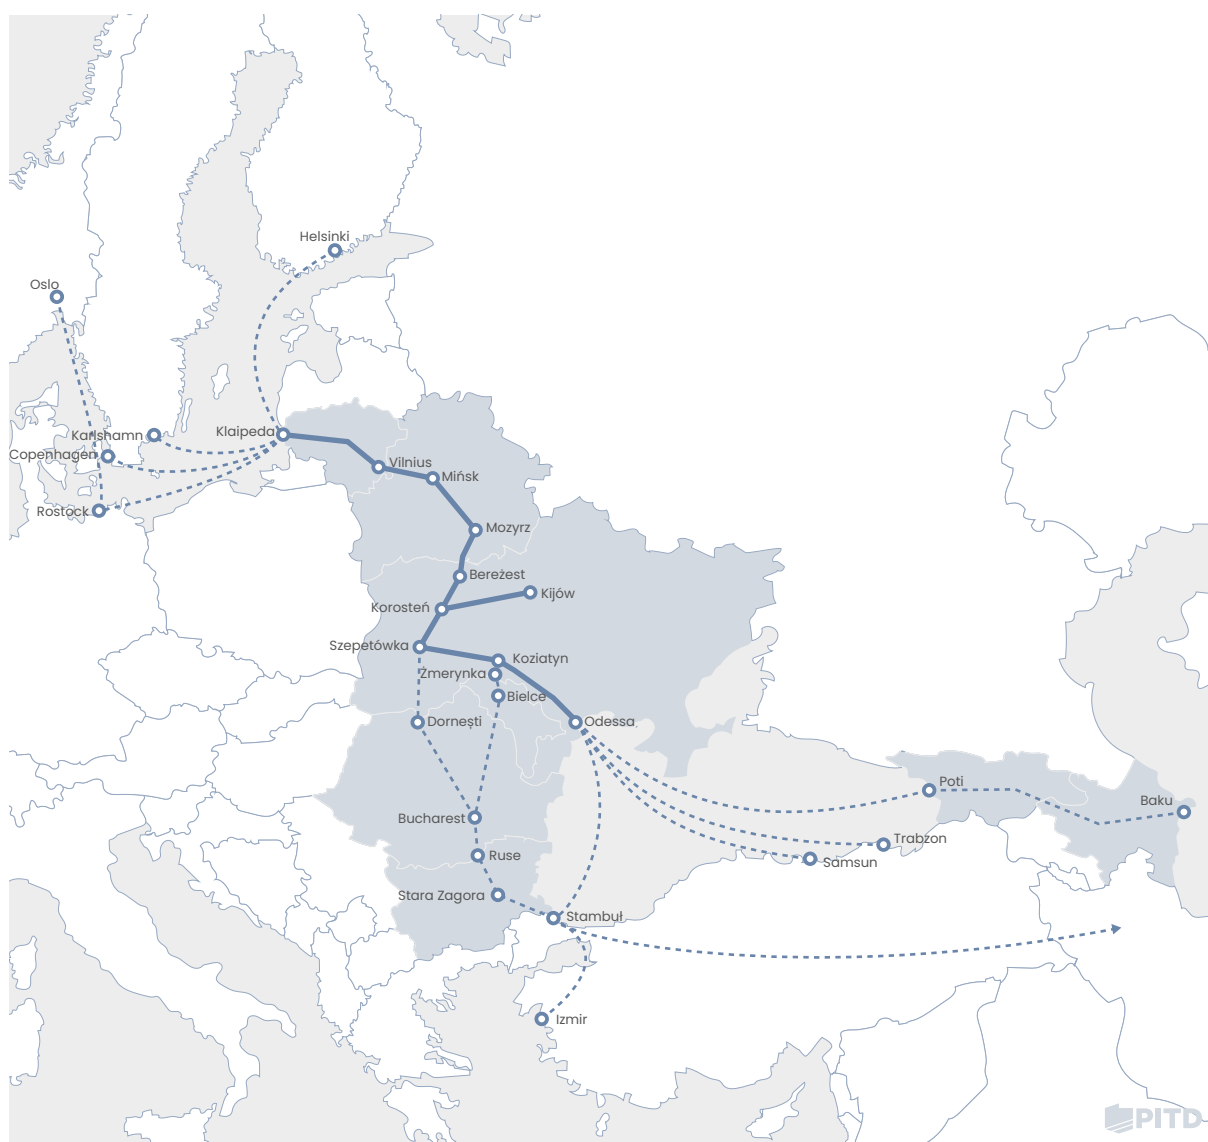 Helsinki
Oslo
Karlshamn
Klaipeda
Copenhagen
Vilnius
Mińsk
Rostock
Mozyrz
Bereżest
Kijów
Korosteń
Szepetówka
Koziatyn
Żmerynka
Bielce
Dornești
Odessa
Poti
Baku
Bucharest
Trabzon
Ruse
Samsun
Stara Zagora
Stambuł
Izmir
PITD